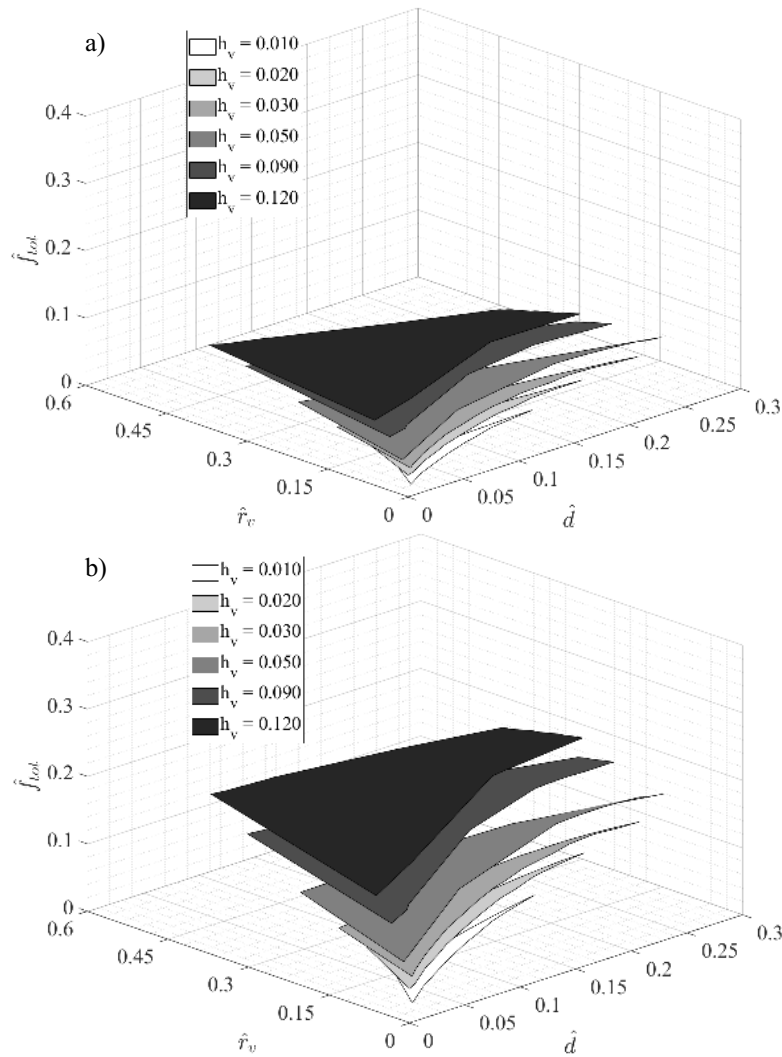 a)
h_v = 0.010
h_v = 0.020
h_v = 0.030
h_v = 0.050
h_v = 0.090
h_v = 0.120
0.4
0.3
0.2
0.1
0
f̂_tot
0.6
0.45
0.3
0.15
0
r̂_v
0
0.05
0.1
0.15
0.2
0.25
0.3
d̂
b)
h_v = 0.010
h_v = 0.020
h_v = 0.030
h_v = 0.050
h_v = 0.090
h_v = 0.120
0.4
0.3
0.2
0.1
0
f̂_tot
0.6
0.45
0.3
0.15
0
r̂_v
0
0.05
0.1
0.15
0.2
0.25
0.3
d̂